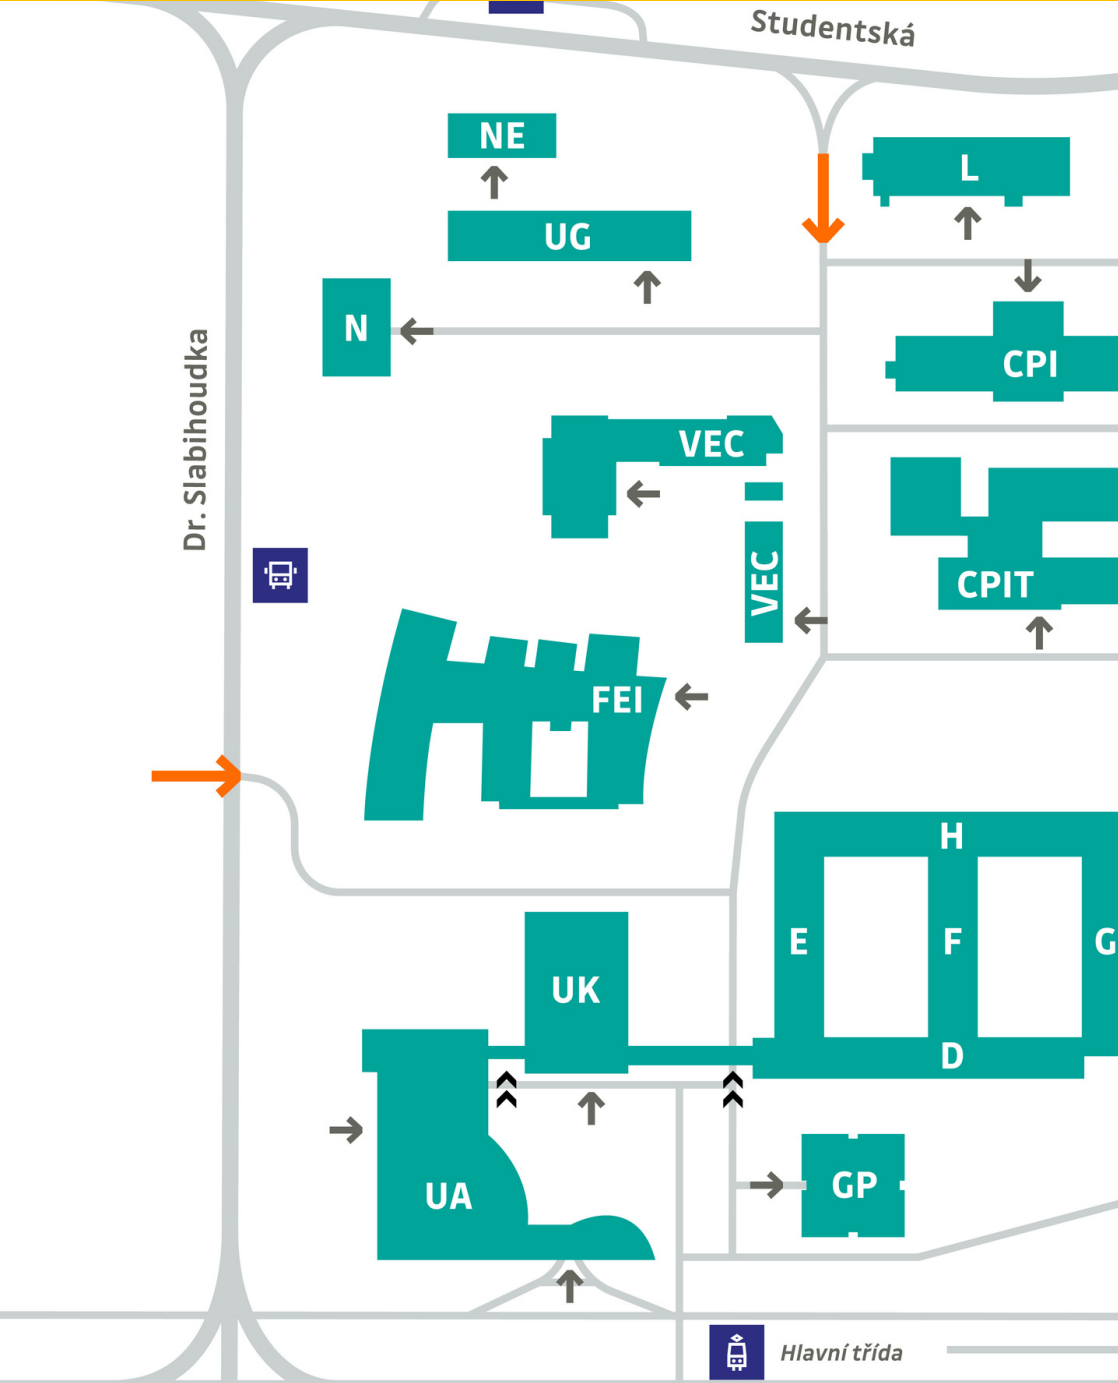 Studentská
NE
L
UG
N
CPI
Dr. Slabihoudka
VEC
VEC
CPIT
FEI
H
E
F
G
UK
D
UA
GP
Hlavní třída